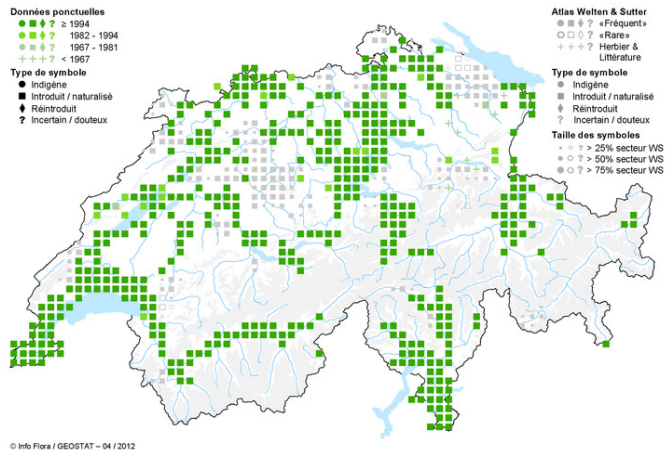 Données ponctuelles
? ≥ 1994
? 1982 - 1994
? 1967 - 1981
+ + + + < 1967
Type de symbole
Indigène
Introduit / naturalisé
Réintroduit
? Incertain / douteux
Atlas Welten & Sutter
? «Fréquent»
? «Rare»
+ + + Herbier &
Littérature
Type de symbole
Indigène
Introduit / naturalisé
Réintroduit
? Incertain / douteux
Taille des symboles
? > 25% secteur WS
? > 50% secteur WS
? > 75% secteur WS
© Info Flora / GEOSTAT – 04 / 2012